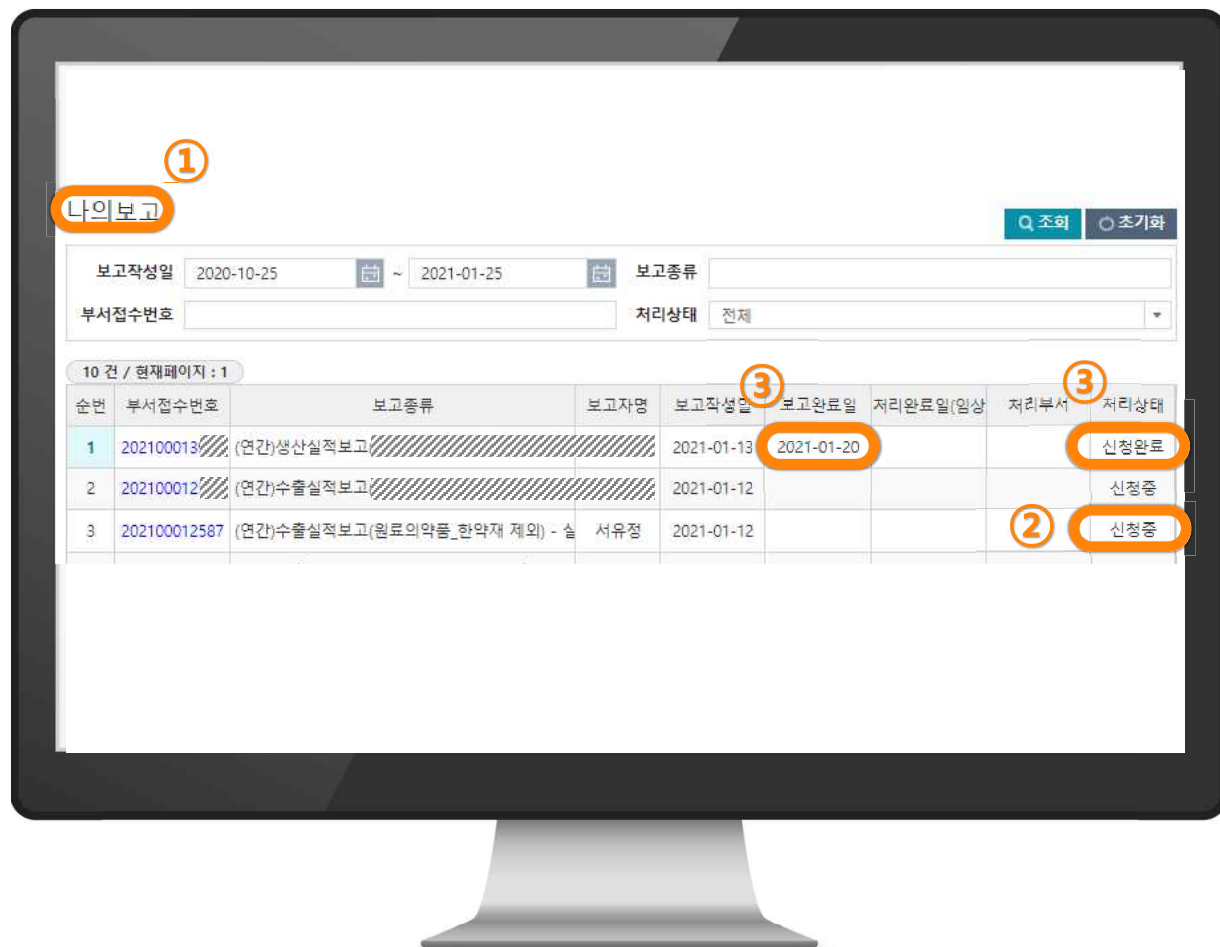 ①
나의보고
조회 초기화
보고작성일 2020-10-25 ~ 2021-01-25 보고종류
부서접수번호 처리상태 전체
10 건 / 현재페이지 : 1
③ ③
순번 부서접수번호 보고종류 보고자명 보고작성일 보고완료일 처리완료일(임상 처리부서 처리상태
1 202100013 (연간)생산실적보고 2021-01-13 2021-01-20 신청완료
2 202100012 (연간)수출실적보고 2021-01-12 신청중
3 202100012587 (연간)수출실적보고(원료의약품_한약재 제외) - 실 서유정 2021-01-12 ② 신청중